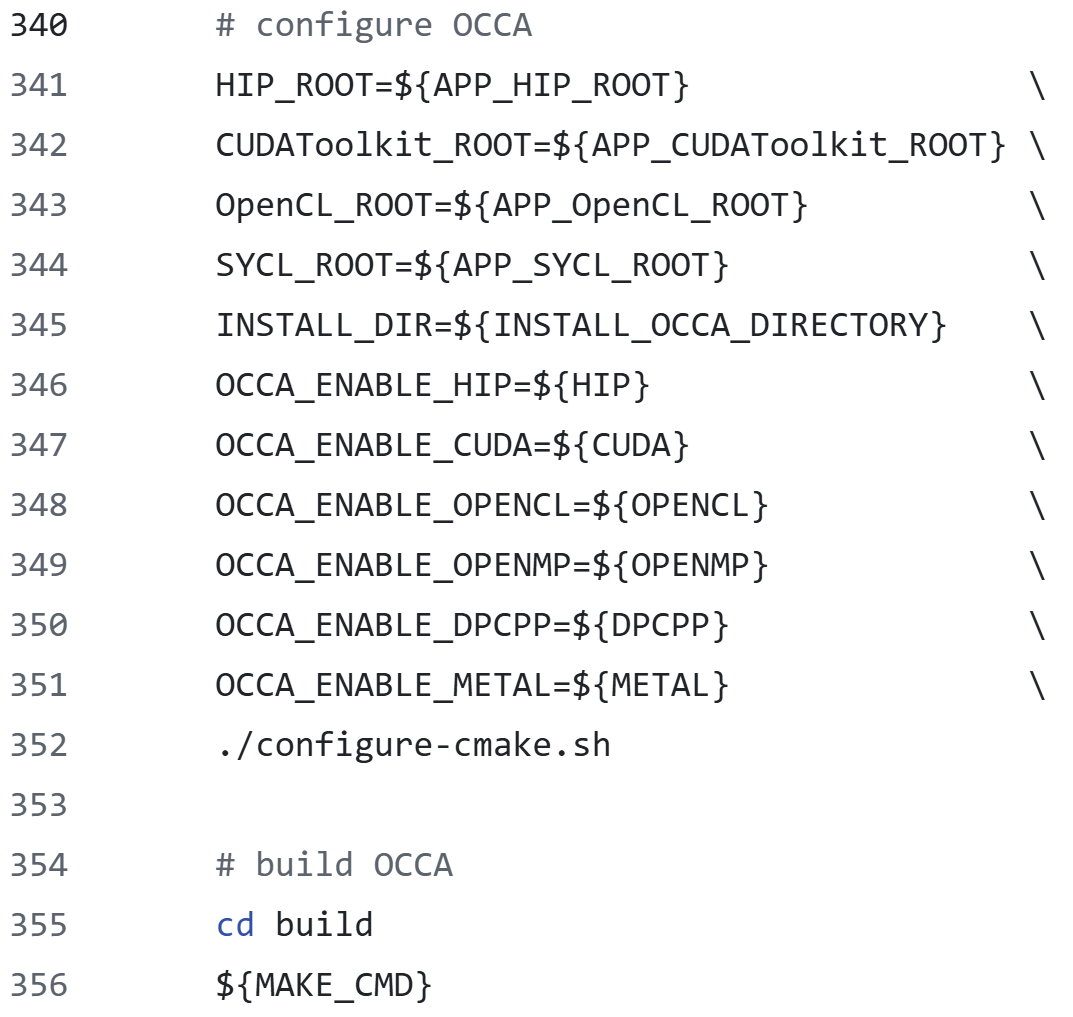 340 # configure OCCA
341 HIP_ROOT=${APP_HIP_ROOT} \
342 CUDAToolkit_ROOT=${APP_CUDAToolkit_ROOT} \
343 OpenCL_ROOT=${APP_OpenCL_ROOT} \
344 SYCL_ROOT=${APP_SYCL_ROOT} \
345 INSTALL_DIR=${INSTALL_OCCA_DIRECTORY} \
346 OCCA_ENABLE_HIP=${HIP} \
347 OCCA_ENABLE_CUDA=${CUDA} \
348 OCCA_ENABLE_OPENCL=${OPENCL} \
349 OCCA_ENABLE_OPENMP=${OPENMP} \
350 OCCA_ENABLE_DPCPP=${DPCPP} \
351 OCCA_ENABLE_METAL=${METAL} \
352 ./configure-cmake.sh
353
354 # build OCCA
355 cd build
356 ${MAKE_CMD}